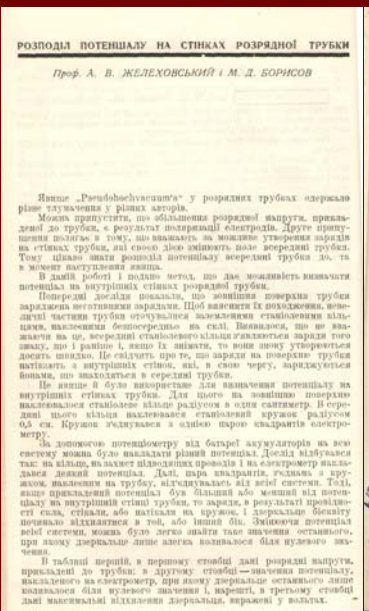 РОЗПОДІЛ ПОТЕНЦІАЛУ НА СТІНКАХ РОЗРЯДНОЇ ТРУБКИ
Проф. А. В. ЖЕЛЕХОВСЬКИЙ і М. Д. БОРИСОВ
Явище „Pseudohochvacuum'a“ у розрядних трубках одержало
різне тлумачення у різних авторів.
Можна припустити, що збільшення розрядної напруги, прикла-
деної до трубки, є результат поляризації електродів. Друге припу-
щення полягає в тому, що вважають за можливе утворення зарядів
на стінках трубки, які своєю дією змінюють поле всередині трубки.
Тому цікаво знати розподіл потенціалу всередині трубки до, та
в момент наступлення явища.
В даній роботі і подано метод, що дає можливість визначати
потенціал на внутрішніх стінках розрядної трубки.
Попередні досліди показали, що зовнішня поверхня трубки
заряджена негативними зарядами. Щоб вияснити їх походження, неве-
личкі частини трубки оточувалися заземленими станіолевими кіль-
цями, наклеєними безпосередньо на склі. Виявилося, що не вва-
жаючи на це, всередині станіолевого кільця з'являються заряди того
знаку, що і раніше і, якщо їх знімати, то вони знову утворюються
досить швидко. Це свідчить про те, що заряди на поверхню трубки
натікають з внутрішніх стінок, які, в свою чергу, заряджуються
йонами, що знаходяться в середині трубки.
Це явище й було використане для визначення потенціалу на
внутрішніх стінках трубки. Для цього на зовнішню поверхню
наклеювалося станіолеве кільце радіусом в один сантиметр. В сере-
дині цього кільця наклеювався станіолевий кружок радіусом
0,5 см. Кружок з'єднувався з однією парою квадрантів електро-
метру.
За допомогою потенціометру від батареї акумуляторів на всю
систему можна було накладати різний потенціал. Дослід відбувався
так: на кільце, на захист підводящих проводів і на електрометр накла-
дався деякий потенціал. Далі, пара квадрантів, з'єднана з кру-
жком, наклеєним на трубку, від'єднувалась від всієї системи. Тоді,
якщо прикладений потенціал був більший або менший від потен-
ціалу на внутрішній стінці трубки, то заряди, в результаті провідно-
сті скла, стікали, або натікали на кружок, і дзеркальце бісквіту
починало відхилятися в той, або інший бік. Змінюючи потенціал
всієї системи, можна було легко знайти таке значення останнього,
при якому дзеркальце лише злегка коливалося біля нулевого зна-
чення.
В таблиці першій, в першому стовбці дані розрядні напруги,
прикладені до трубки; в другому стовбці — значення потенціалу,
накладеного на електрометр, при якому дзеркальце останнього лише
коливалося біля нулевого значення і, нарешті, в третьому стовбці
дані максимальні відхилення дзеркальця, виражені у вольтах.